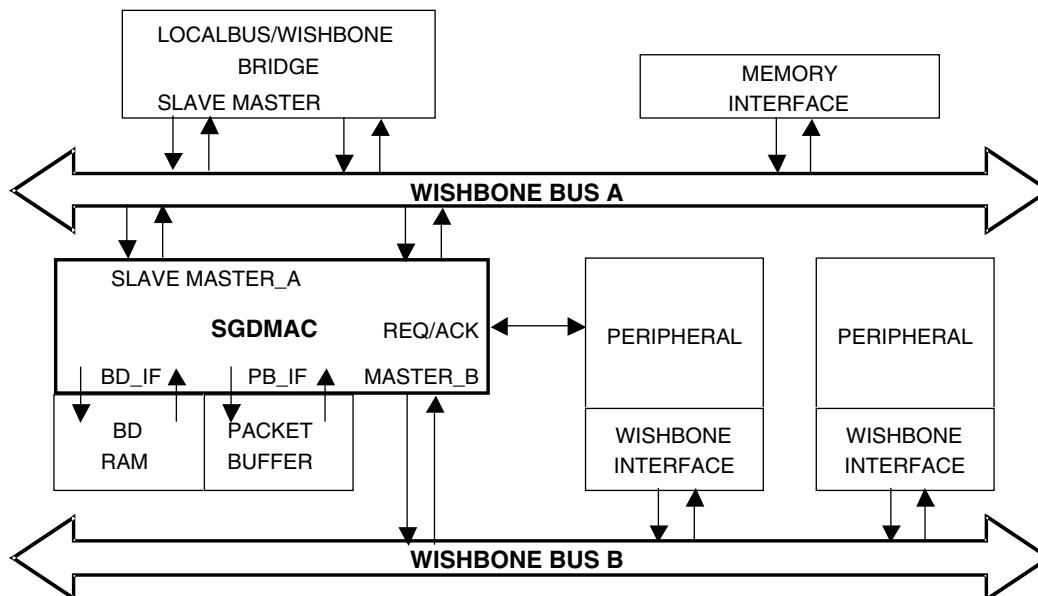 LOCALBUS/WISHBONE
BRIDGE
SLAVE MASTER
MEMORY
INTERFACE
WISHBONE BUS A
SLAVE MASTER_A
SGDMAC
REQ/ACK
BD_IF
PB_IF
MASTER_B
BD
RAM
PACKET
BUFFER
PERIPHERAL
WISHBONE
INTERFACE
PERIPHERAL
WISHBONE
INTERFACE
WISHBONE BUS B